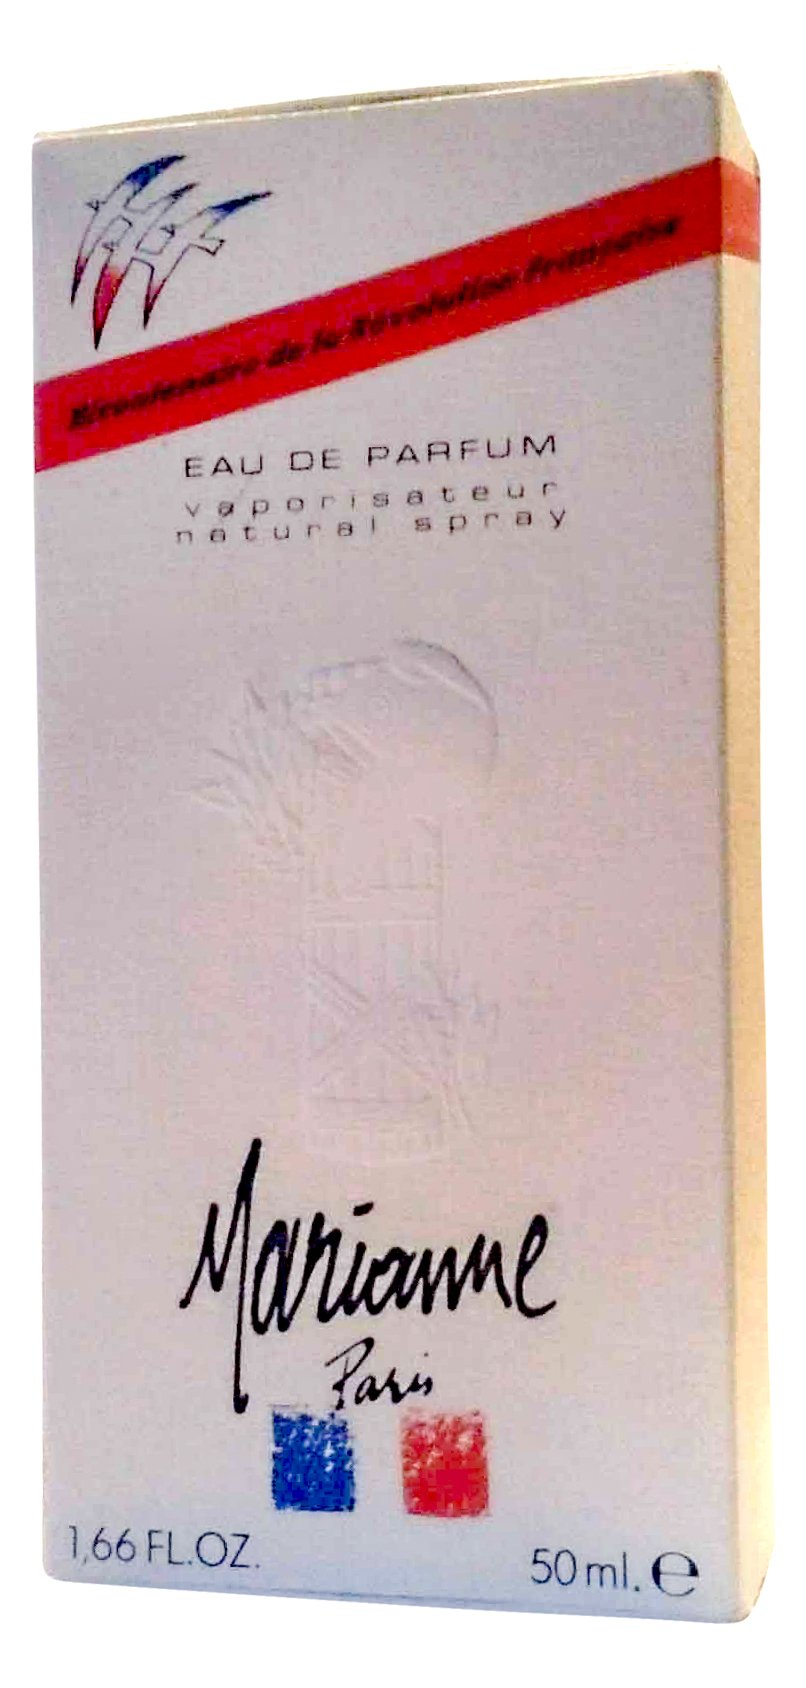 Bicentenaire de la Révolution Française
EAU DE PARFUM
vaporisateur
natural spray
Marianne
Paris
1,66 FL.OZ.
50 ml. ℮